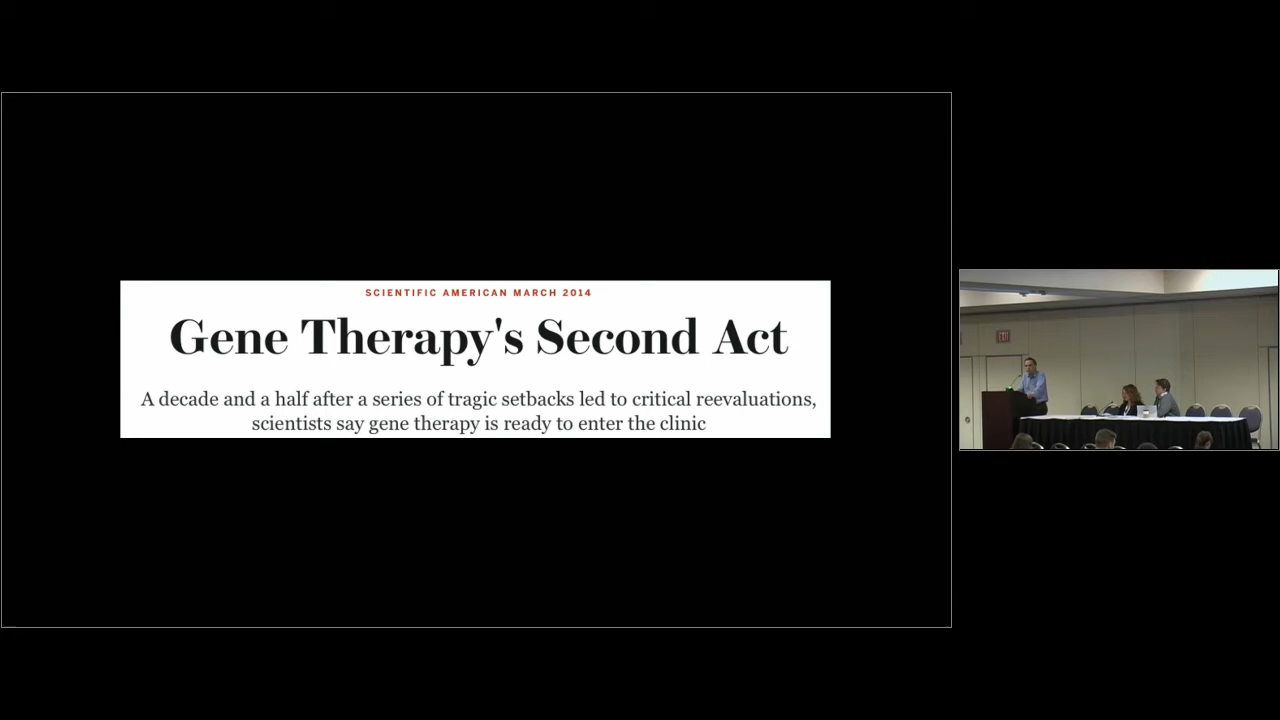 SCIENTIFIC AMERICAN MARCH 2014
Gene Therapy's Second Act
A decade and a half after a series of tragic setbacks led to critical reevaluations,
scientists say gene therapy is ready to enter the clinic